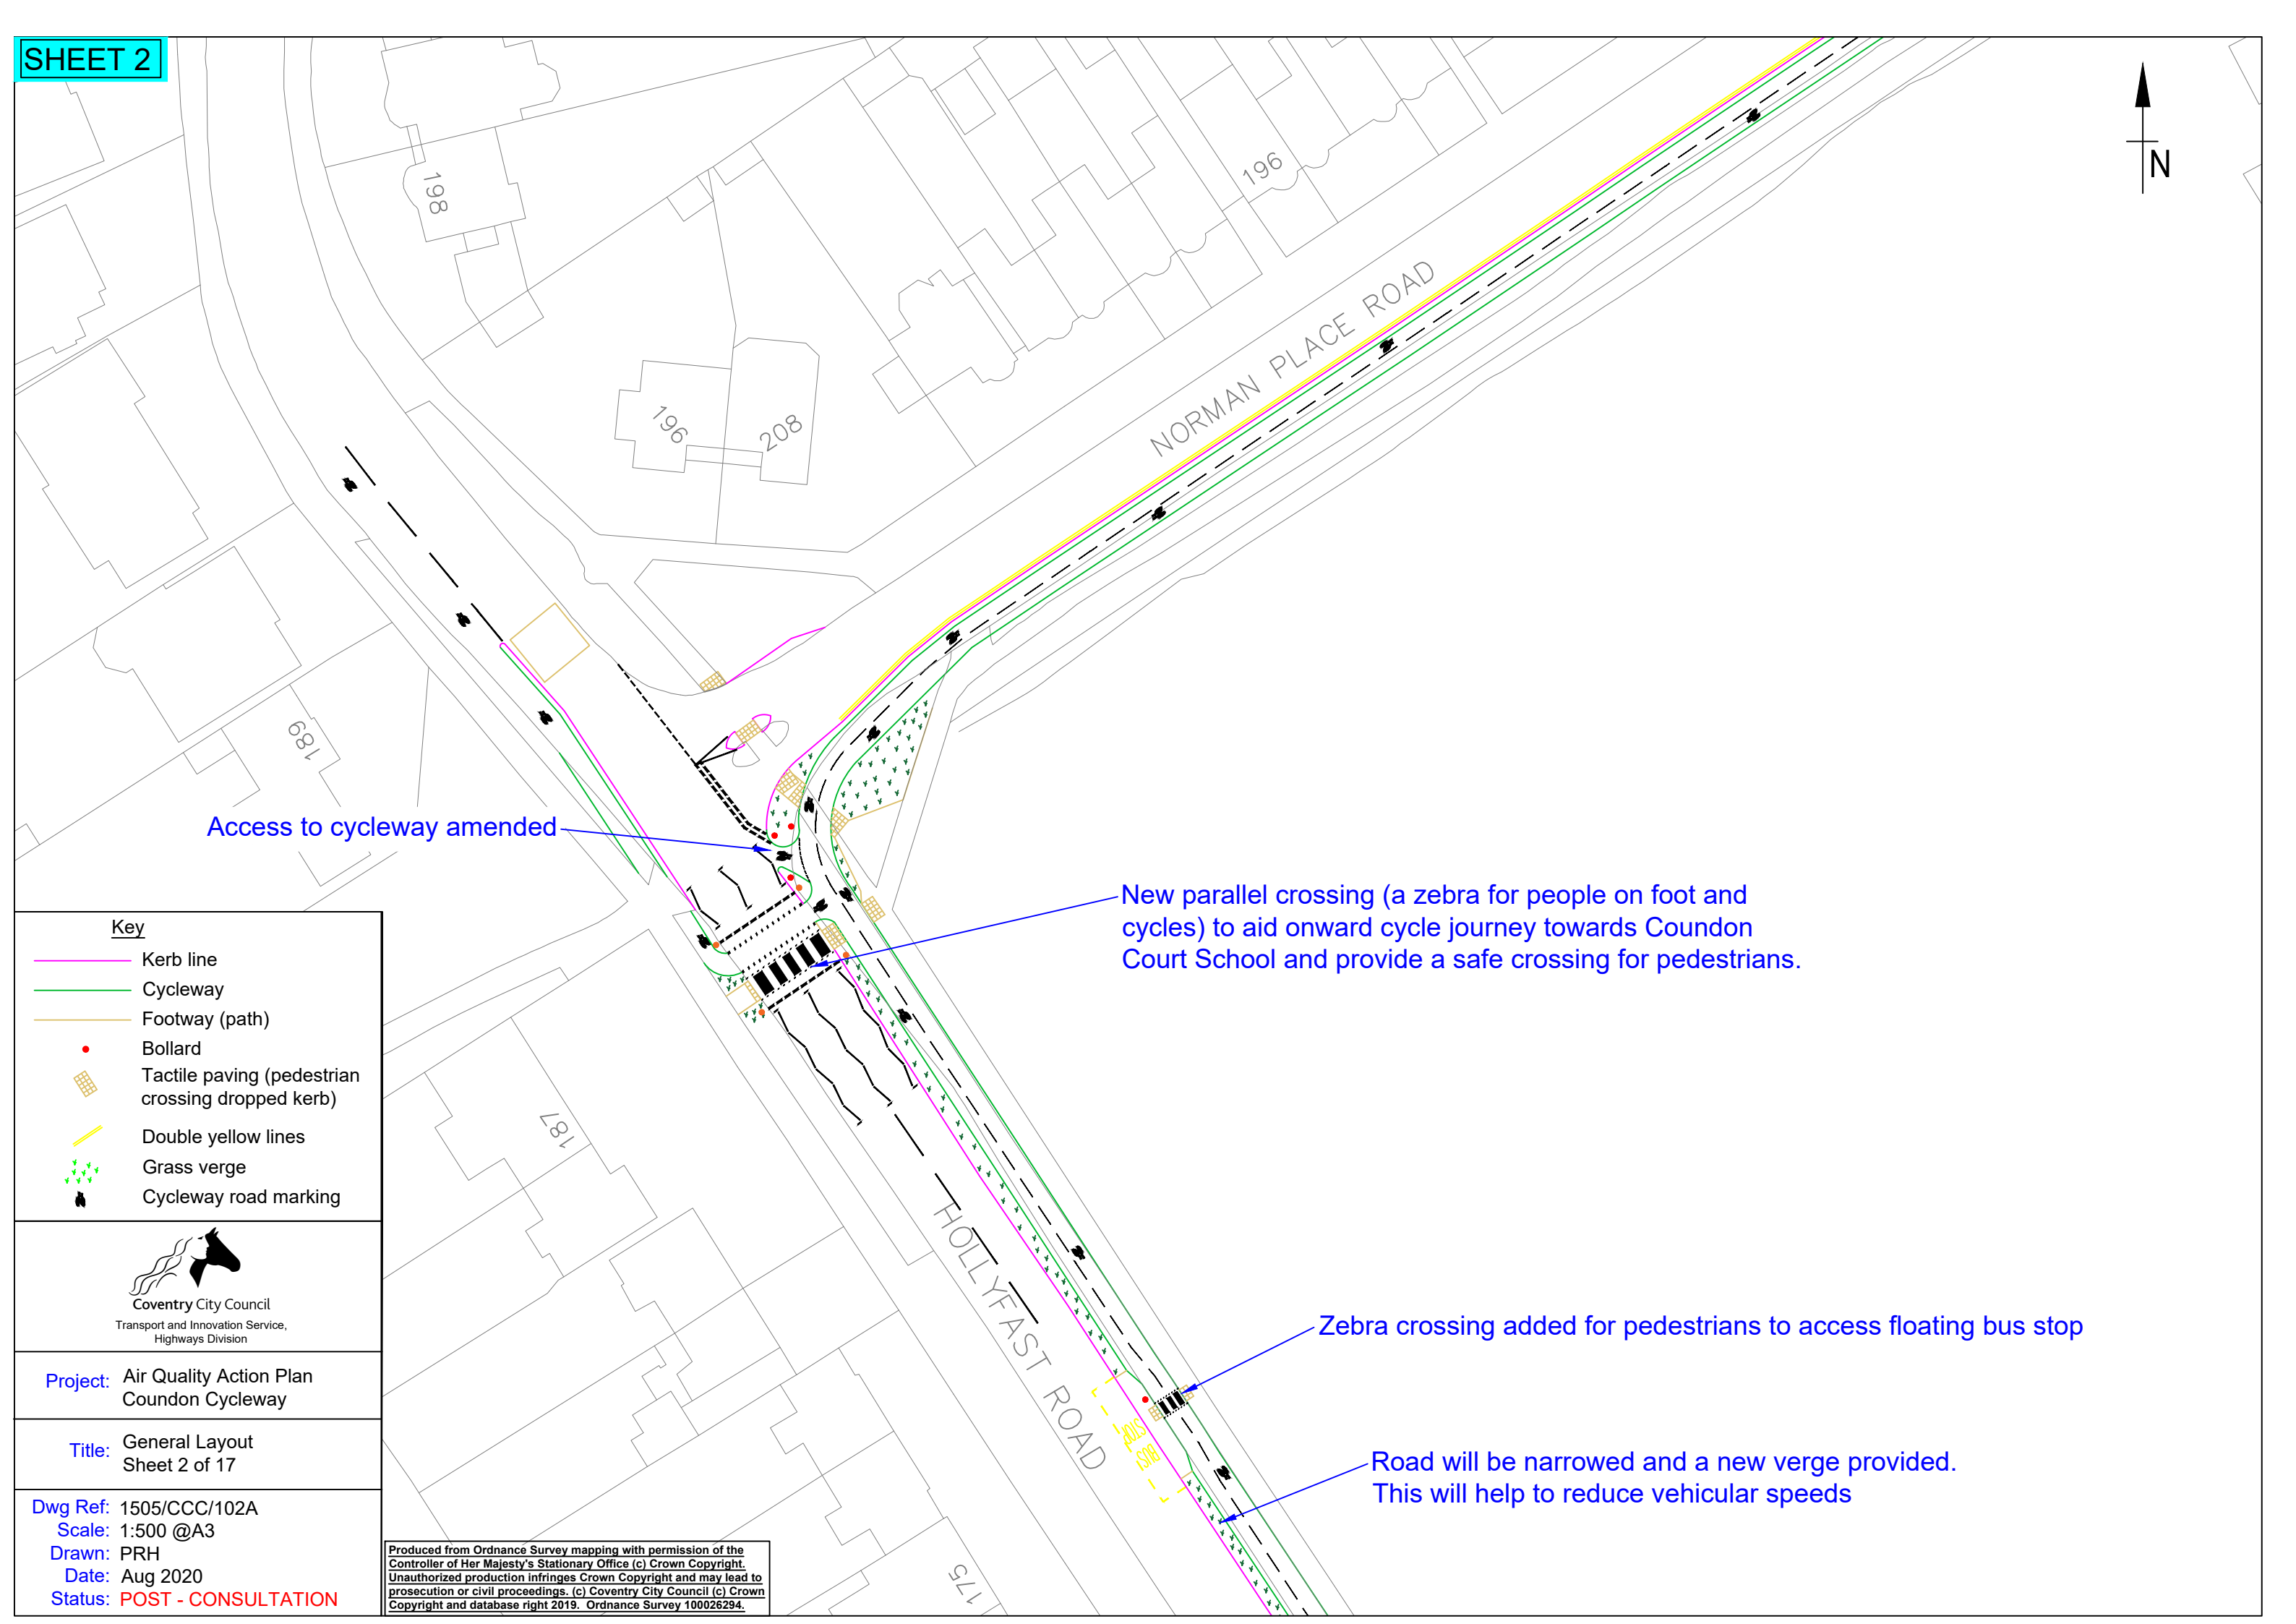 SHEET 2
N
198
196
196
208
NORMAN PLACE ROAD
189
Access to cycleway amended
New parallel crossing (a zebra for people on foot and
cycles) to aid onward cycle journey towards Coundon
Court School and provide a safe crossing for pedestrians.
187
HOLLYFAST ROAD
Zebra crossing added for pedestrians to access floating bus stop
BUS
STOP
Road will be narrowed and a new verge provided.
This will help to reduce vehicular speeds
175
Key
Kerb line
Cycleway
Footway (path)
Bollard
Tactile paving (pedestrian
crossing dropped kerb)
Double yellow lines
Grass verge
Cycleway road marking
Coventry City Council
Transport and Innovation Service,
Highways Division
Project: Air Quality Action Plan
Coundon Cycleway
Title: General Layout
Sheet 2 of 17
Dwg Ref: 1505/CCC/102A
Scale: 1:500 @A3
Drawn: PRH
Date: Aug 2020
Status: POST - CONSULTATION
Produced from Ordnance Survey mapping with permission of the
Controller of Her Majesty's Stationary Office (c) Crown Copyright.
Unauthorized production infringes Crown Copyright and may lead to
prosecution or civil proceedings. (c) Coventry City Council (c) Crown
Copyright and database right 2019. Ordnance Survey 100026294.